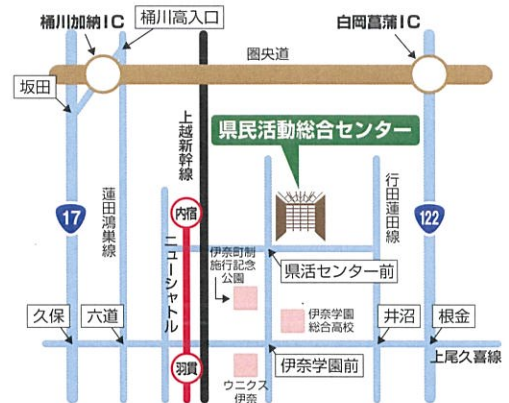 桶川高入口
桶川加納IC
白岡菖蒲IC
圏央道
坂田
上越新幹線
県民活動総合センター
蓮田鴻巣線
行田蓮田線
17
122
内宿
ニューシャトル
伊奈町制
施行記念
公園
県活センター前
伊奈学園
総合高校
久保
六道
井沼
根金
羽貫
伊奈学園前
上尾久喜線
ウニクス
伊奈